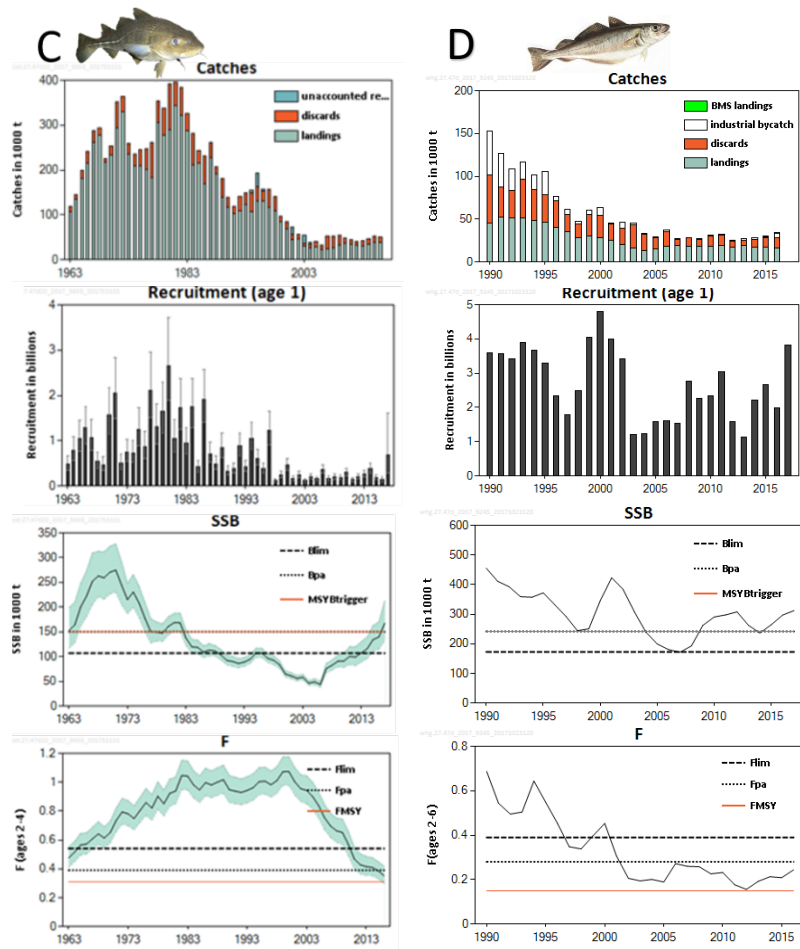 C
Catches
400
300
200
100
0
Catches in 1000 t
unaccounted re...
discards
landings
1963
1983
2003
Recruitment (age 1)
4
3
2
1
0
Recruitment in billions
1963
1973
1983
1993
2003
2013
SSB
350
300
250
200
150
100
50
0
SSB in 1000 t
Blim
Bpa
MSYBtrigger
1963
1973
1983
1993
2003
2013
F
1.2
1
0.8
0.6
0.4
0.2
0
F (ages 2-4)
Flim
Fpa
FMSY
1963
1973
1983
1993
2003
2013
D
Catches
200
150
100
50
0
Catches in 1000 t
BMS landings
industrial bycatch
discards
landings
1990
1995
2000
2005
2010
2015
Recruitment (age 1)
5
4
3
2
1
0
Recruitment in billions
1990
1995
2000
2005
2010
2015
SSB
600
500
400
300
200
100
0
SSB in 1000 t
Blim
Bpa
MSYBtrigger
1990
1995
2000
2005
2010
2015
F
0.8
0.6
0.4
0.2
0.0
F(ages 2-6)
Flim
Fpa
FMSY
1990
1995
2000
2005
2010
2015